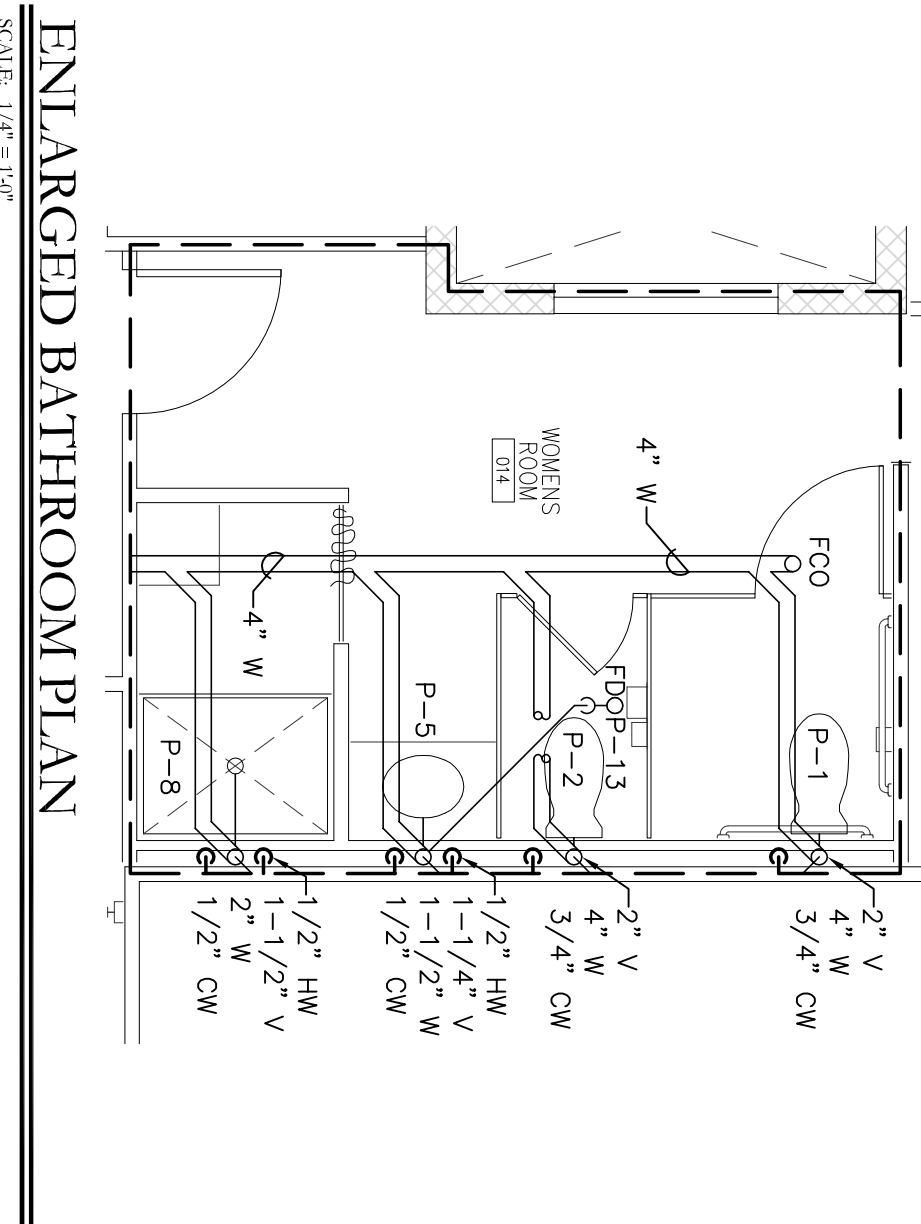 FCO
4" W
WOMENS
ROOM
014
4" W
P-1
FD P-13
P-2
P-5
P-8
2" V
4" W
3/4" CW
2" V
4" W
3/4" CW
1/2" HW
1-1/4" V
1-1/2" W
1/2" CW
1/2" HW
1-1/2" V
2" W
1/2" CW
ENLARGED BATHROOM PLAN
SCALE: 1/4" = 1'-0"